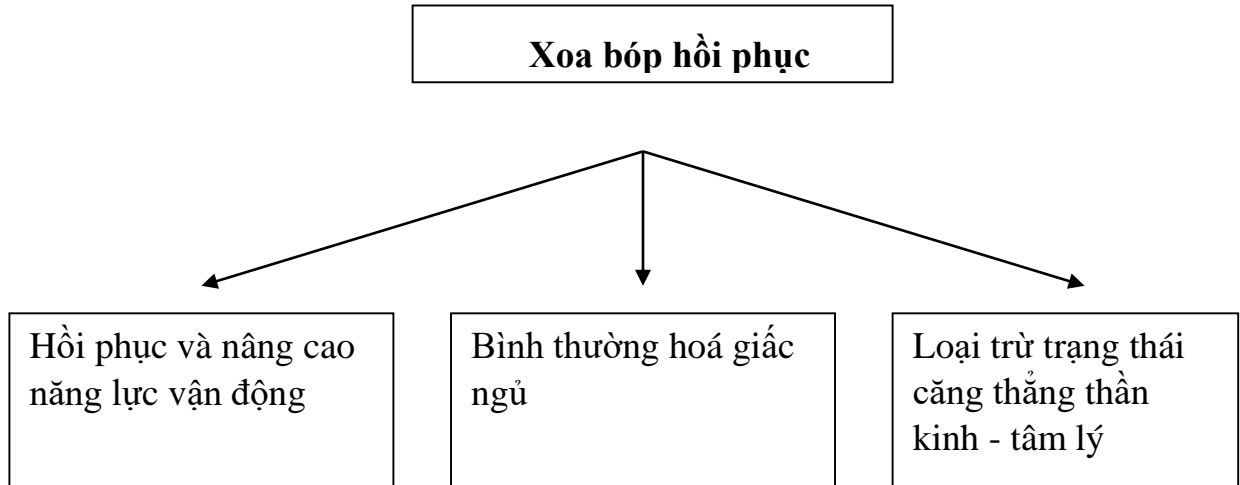 Xoa bóp hồi phục
Hồi phục và nâng cao
năng lực vận động
Bình thường hoá giấc
ngủ
Loại trừ trạng thái
căng thẳng thần
kinh - tâm lý